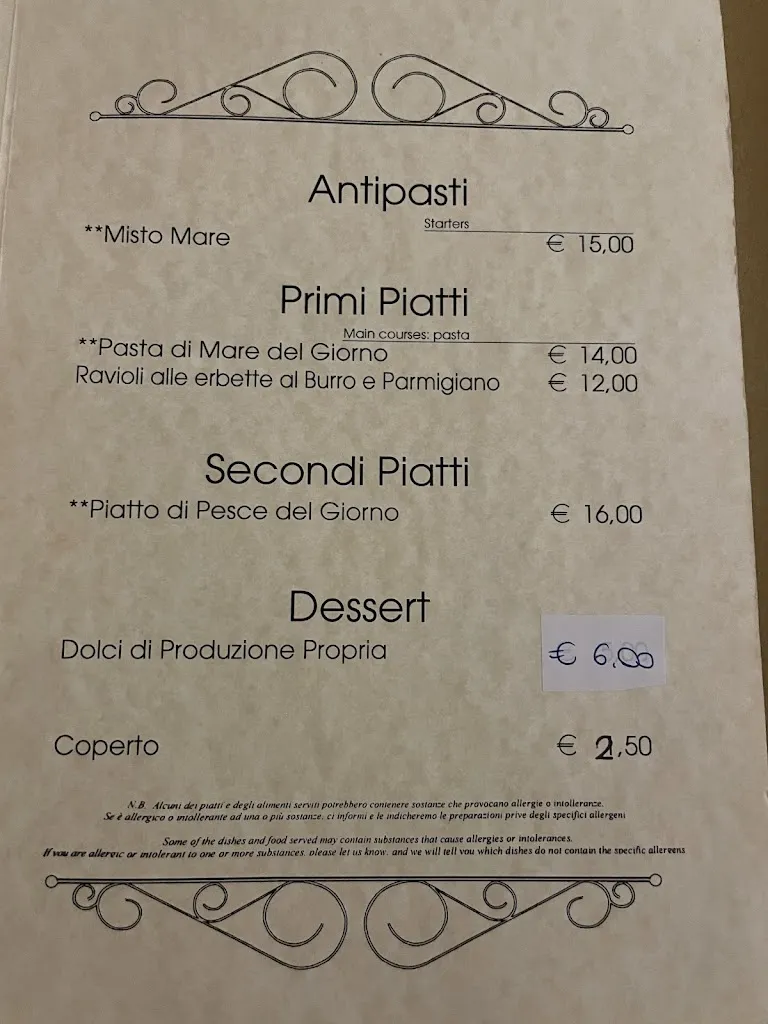 Antipasti
Starters
**Misto Mare € 15,00
Primi Piatti
Main courses: pasta
**Pasta di Mare del Giorno € 14,00
Ravioli alle erbette al Burro e Parmigiano € 12,00
Secondi Piatti
**Piatto di Pesce del Giorno € 16,00
Dessert
Dolci di Produzione Propria € 6,00
Coperto € 2,50
N.B. Alcuni dei piatti e degli alimenti serviti potrebbero contenere sostanze che provocano allergie o intolleranze.
Se è allergico o intollerante ad una o più sostanze, ci informi e le indicheremo le preparazioni prive degli specifici allergeni
Some of the dishes and food served may contain substances that cause allergies or intolerances.
If you are allergic or intolerant to one or more substances, please let us know, and we will tell you which dishes do not contain the specific allergens